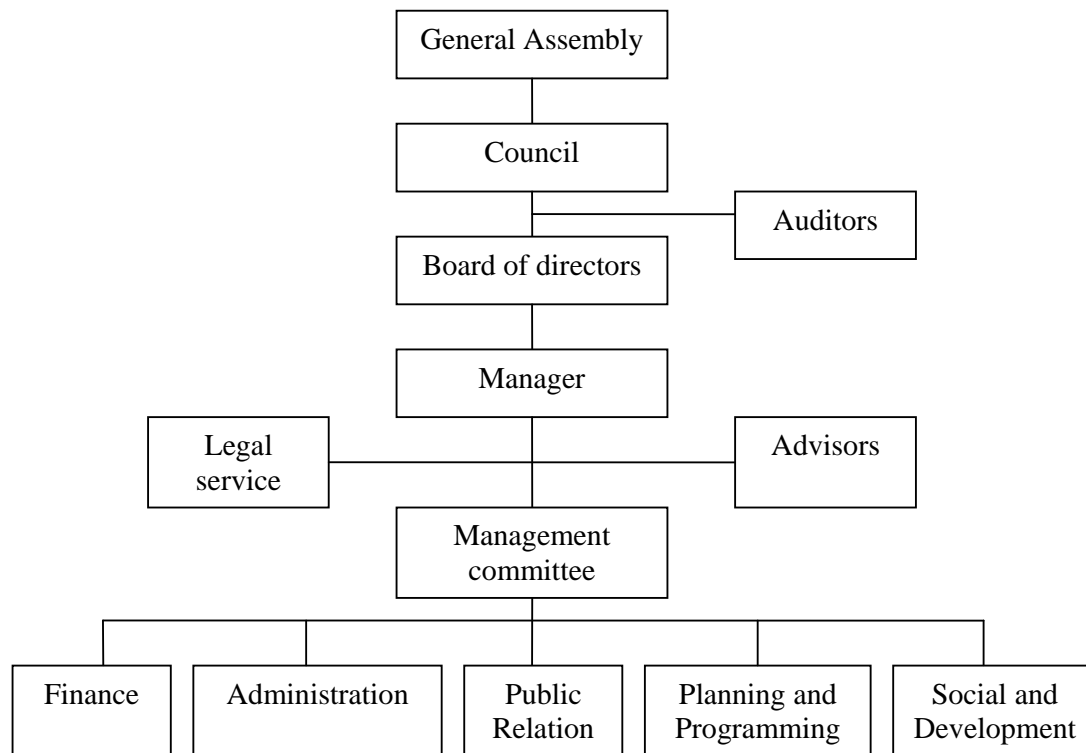 General Assembly
Council
Auditors
Board of directors
Manager
Legal
service
Advisors
Management
committee
Finance
Administration
Public
Relation
Planning and
Programming
Social and
Development